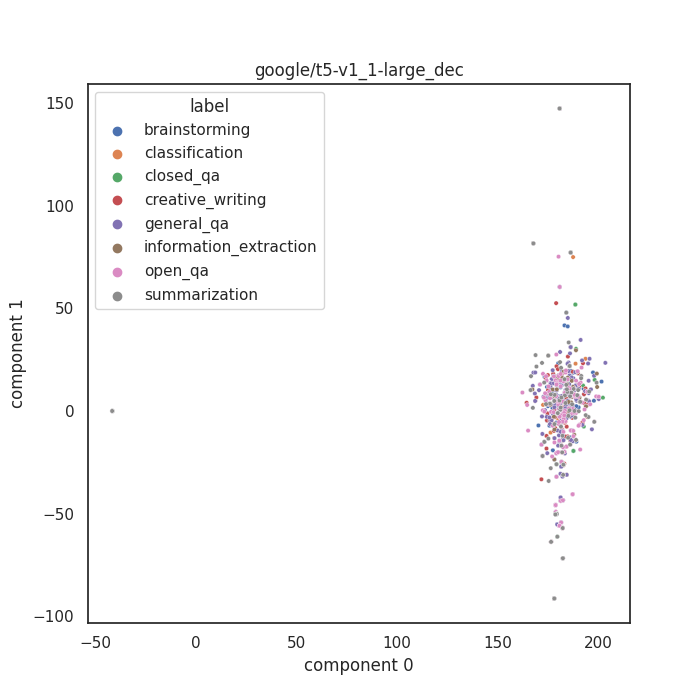 google/t5-v1_1-large_dec
label
brainstorming
classification
closed_qa
creative_writing
general_qa
information_extraction
open_qa
summarization
150
100
50
0
−50
−100
component 1
−50
0
50
100
150
200
component 0